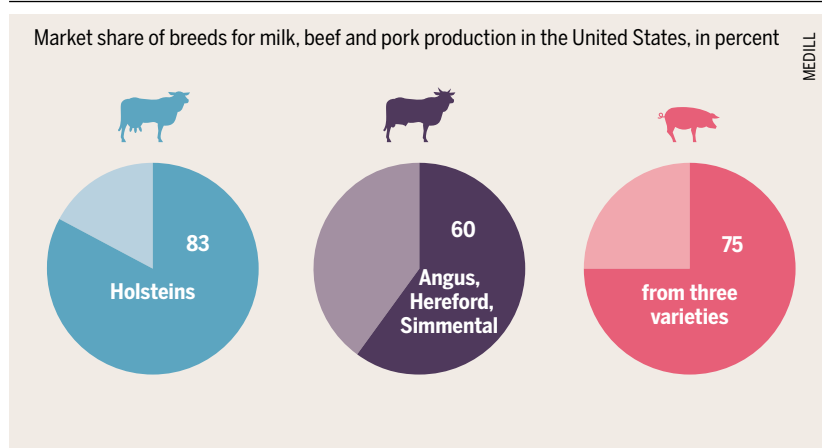 Market share of breeds for milk, beef and pork production in the United States, in percent
MEDILL
83
Holsteins
60
Angus,
Hereford,
Simmental
75
from three
varieties